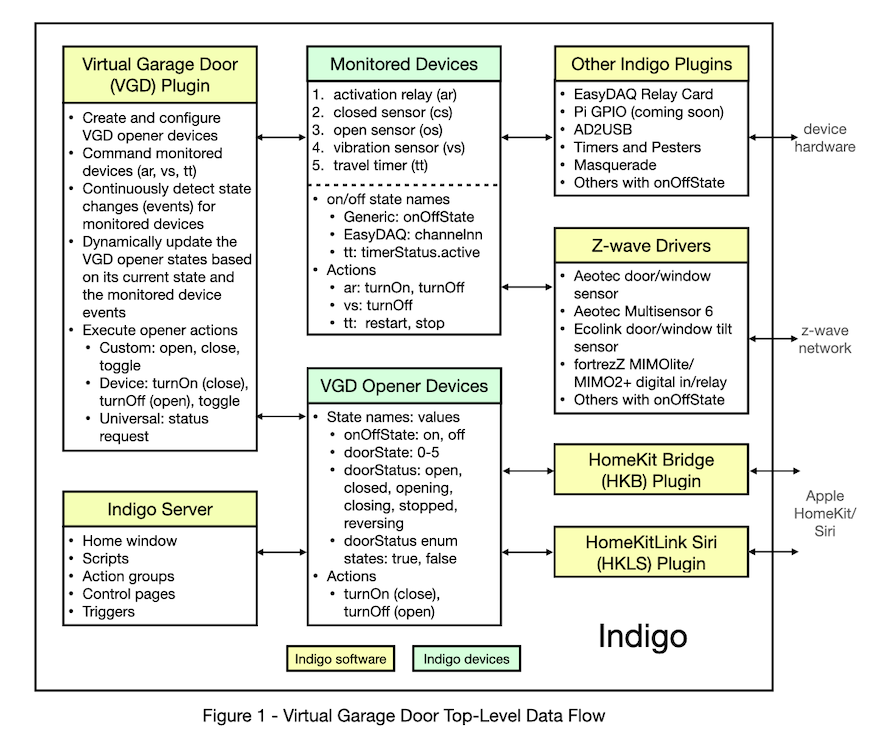 Virtual Garage Door
(VGD) Plugin
• Create and configure
VGD opener devices
• Command monitored
devices (ar, vs, tt)
• Continuously detect state
changes (events) for
monitored devices
• Dynamically update the
VGD opener states based
on its current state and
the monitored device
events
• Execute opener actions
• Custom: open, close,
toggle
• Device: turnOn (close),
turnOff (open), toggle
• Universal: status
request
Indigo Server
• Home window
• Scripts
• Action groups
• Control pages
• Triggers
Monitored Devices
1. activation relay (ar)
2. closed sensor (cs)
3. open sensor (os)
4. vibration sensor (vs)
5. travel timer (tt)
• on/off state names
• Generic: onOffState
• EasyDAQ: channelnn
• tt: timerStatus.active
• Actions
• ar: turnOn, turnOff
• vs: turnOff
• tt: restart, stop
VGD Opener Devices
• State names: values
• onOffState: on, off
• doorState: 0-5
• doorStatus: open,
closed, opening,
closing, stopped,
reversing
• doorStatus enum
states: true, false
• Actions
• turnOn (close),
turnOff (open)
Other Indigo Plugins
• EasyDAQ Relay Card
• Pi GPIO (coming soon)
• AD2USB
• Timers and Pesters
• Masquerade
• Others with onOffState
Z-wave Drivers
• Aeotec door/window
sensor
• Aeotec Multisensor 6
• Ecolink door/window tilt
sensor
• fortrezZ MIMOlite/
MIMO2+ digital in/relay
• Others with onOffState
HomeKit Bridge
(HKB) Plugin
HomeKitLink Siri
(HKLS) Plugin
device
hardware
z-wave
network
Apple
HomeKit/
Siri
Indigo
Indigo software
Indigo devices
Figure 1 - Virtual Garage Door Top-Level Data Flow